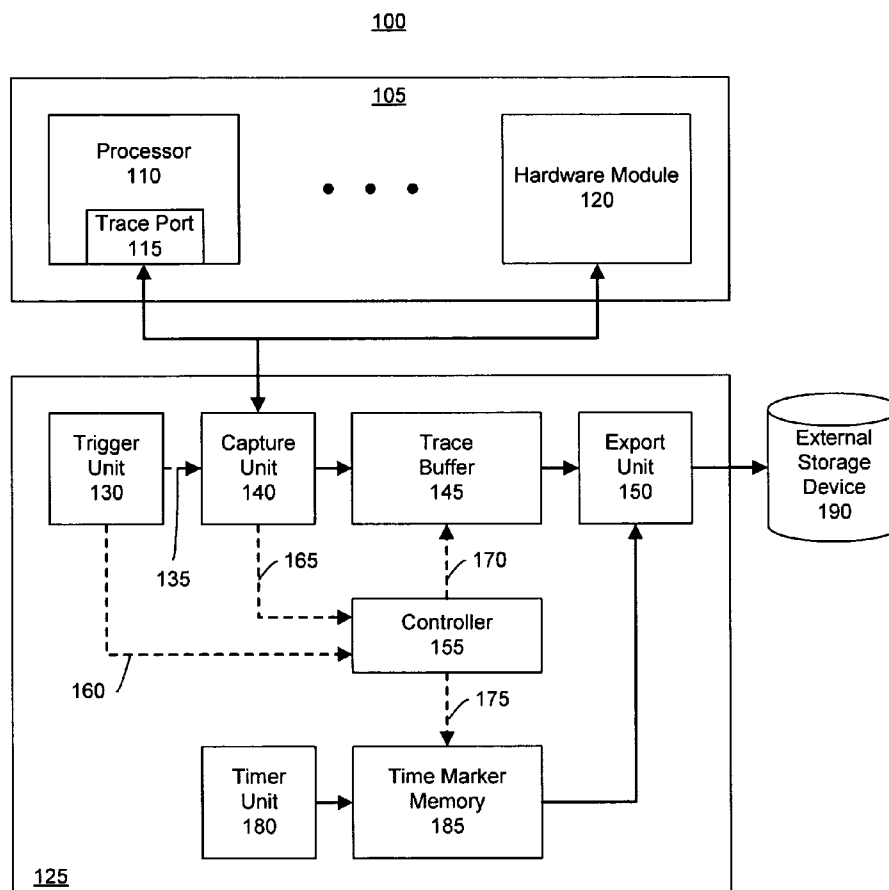 100
105
Processor
110
Trace Port
115
Hardware Module
120
Trigger
Unit
130
Capture
Unit
140
Trace
Buffer
145
Export
Unit
150
External
Storage
Device
190
135
165
170
Controller
155
160
175
Timer
Unit
180
Time Marker
Memory
185
125